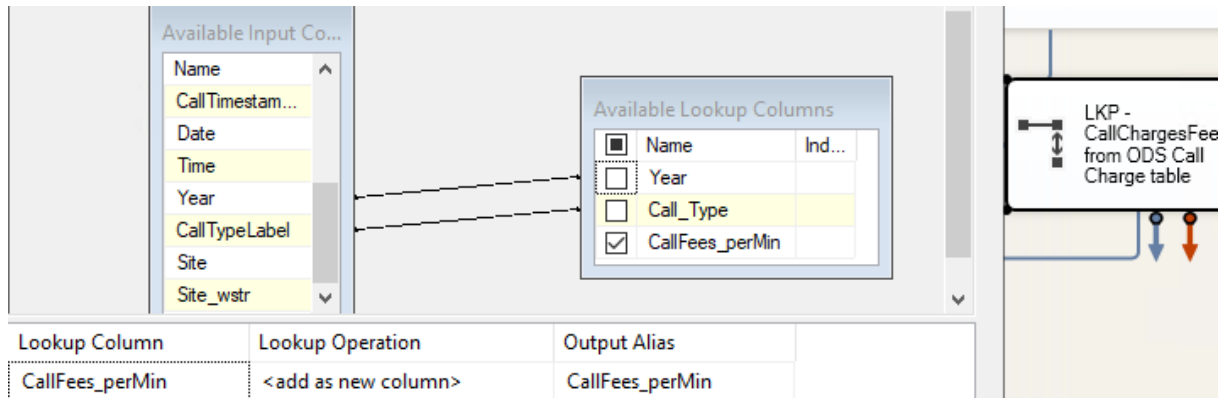 Available Input Co...
Name
CallTimestam...
Date
Time
Year
CallTypeLabel
Site
Site_wstr
Available Lookup Columns
Name Ind...
Year
Call_Type
CallFees_perMin
Lookup Column Lookup Operation Output Alias
CallFees_perMin <add as new column> CallFees_perMin
LKP -
CallChargesFee
from ODS Call
Charge table